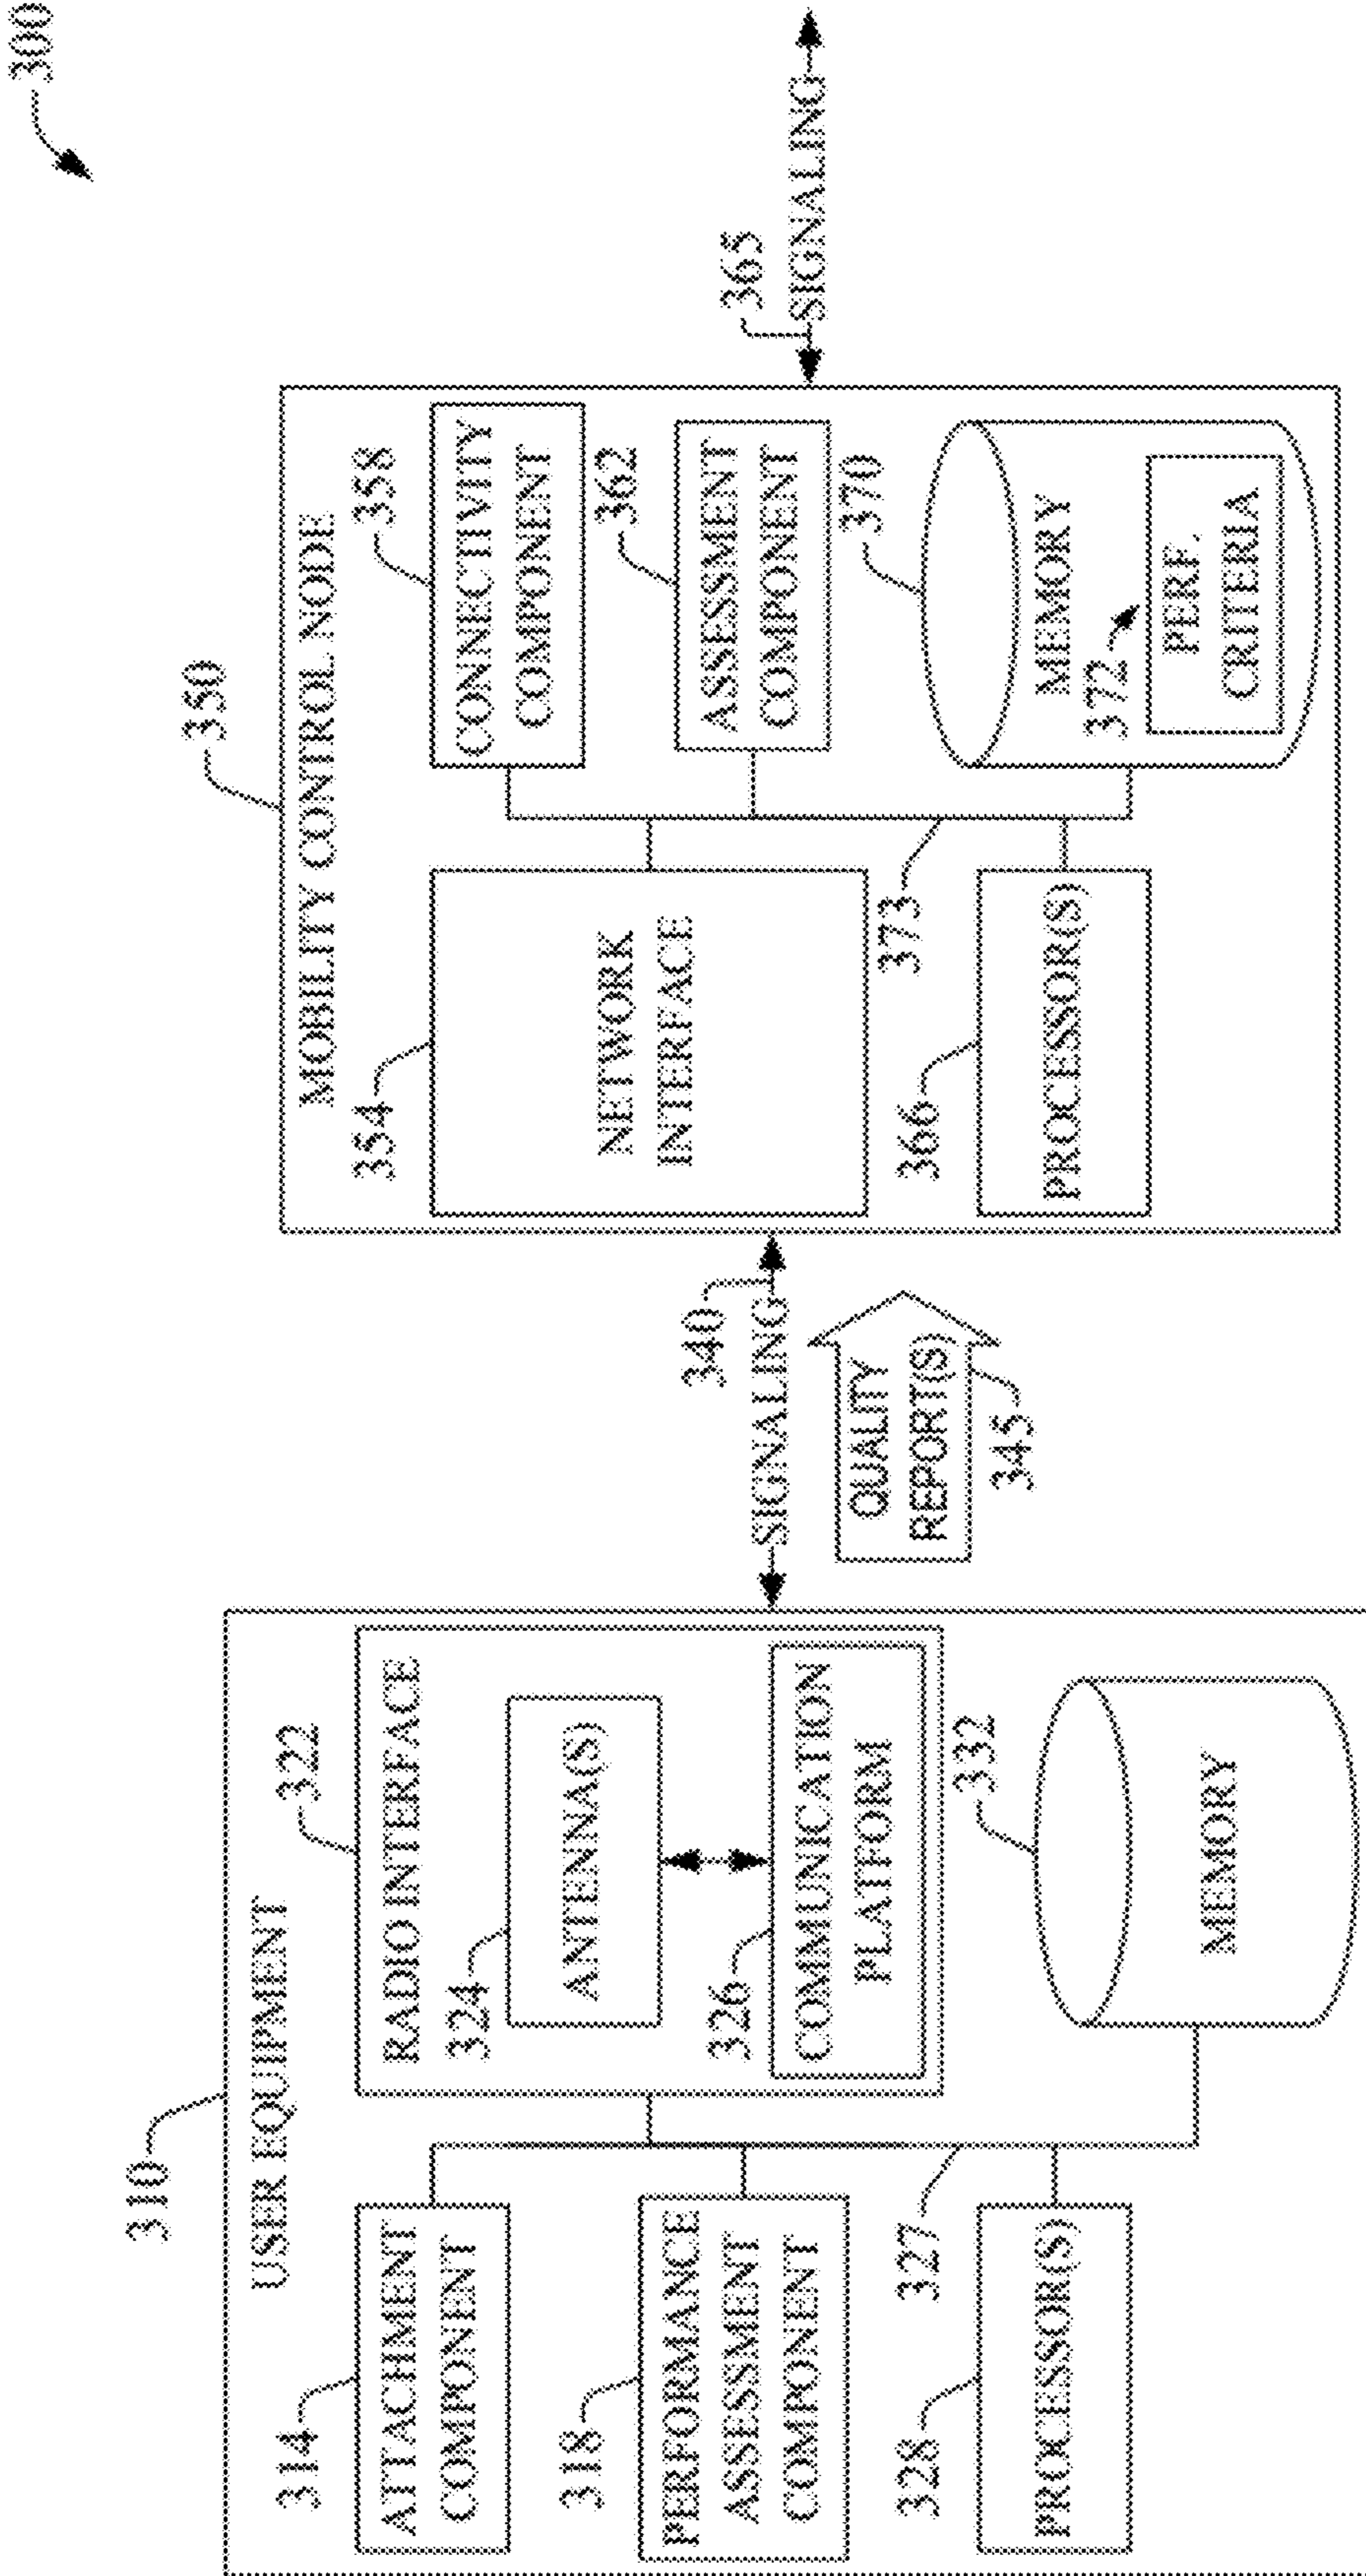 300
310
USER EQUIPMENT
314
ATTACHMENT
COMPONENT
318
PERFORMANCE
ASSESSMENT
COMPONENT
328
PROCESSOR(S)
327
322
RADIO INTERFACE
324
ANTENNA(S)
326
COMMUNICATION
PLATFORM
332
MEMORY
340
SIGNALING
QUALITY
REPORT(S)
345
350
MOBILITY CONTROL NODE
354
NETWORK
INTERFACE
366
PROCESSOR(S)
373
358
CONNECTIVITY
COMPONENT
362
ASSESSMENT
COMPONENT
370
MEMORY
372
PERF.
CRITERIA
365
SIGNALING